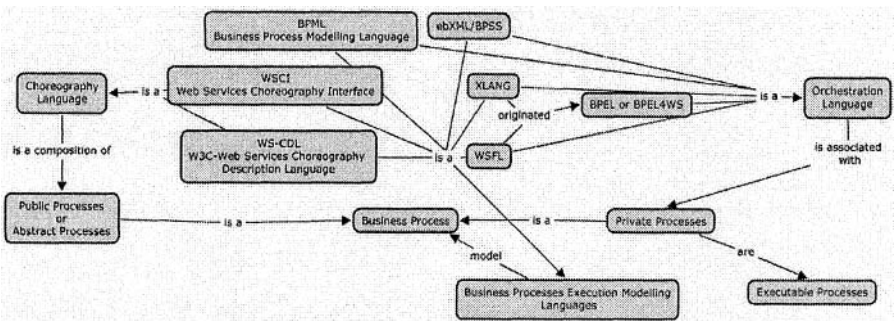 BPML
Business Process Modelling Language
ebXML/BPSS
Choreography
Language
is a
WSCI
Web Services Choreography Interface
XLANG
originated
BPEL or BPEL4WS
is a
Orchestration
Language
WS-CDL
W3C-Web Services Choreography
Description Language
is a
WSFL
is a composition of
is associated
with
Public Processes
or
Abstract Processes
is a
Business Process
is a
Private Processes
model
are
Business Processes Execution Modelling
Languages
Executable Processes